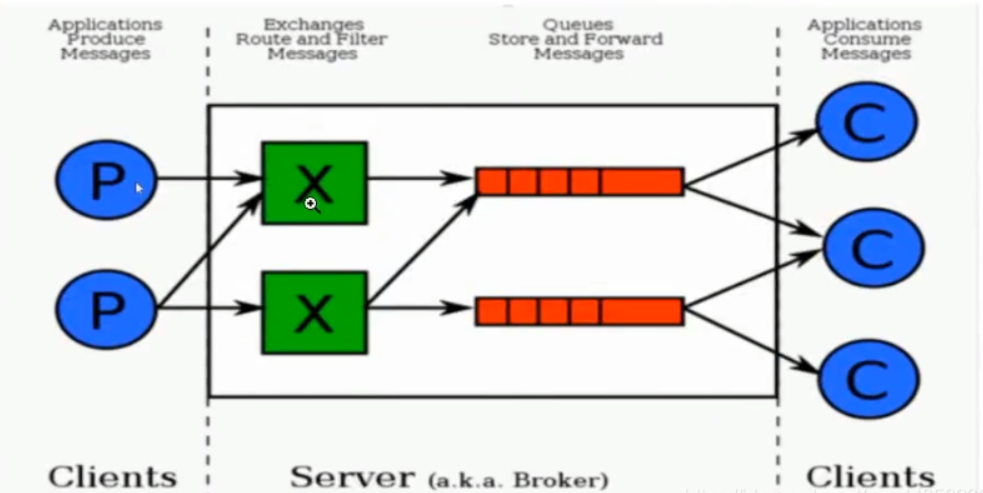 Applications
Produce
Messages
Exchanges
Route and Filter
Messages
Queues
Store and Forward
Messages
Applications
Consume
Messages
P
X
C
P
X
C
C
Clients
Server (a.k.a. Broker)
Clients